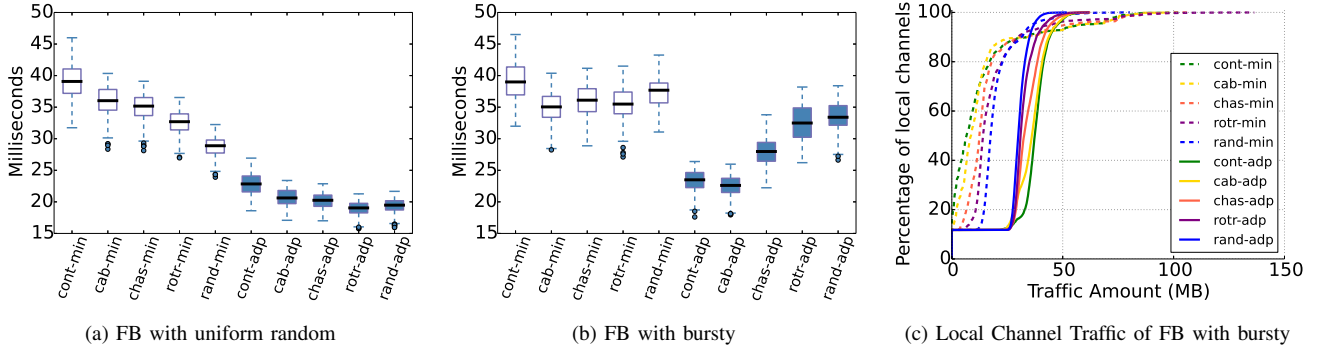 50
45
40
35
30
25
20
15
Milliseconds
cont-min
cab-min
chas-min
rotr-min
rand-min
cont-adp
cab-adp
chas-adp
rotr-adp
rand-adp
(a) FB with uniform random
50
45
40
35
30
25
20
15
Milliseconds
cont-min
cab-min
chas-min
rotr-min
rand-min
cont-adp
cab-adp
chas-adp
rotr-adp
rand-adp
(b) FB with bursty
100
80
60
40
20
0
Percentage of local channels
cont-min
cab-min
chas-min
rotr-min
rand-min
cont-adp
cab-adp
chas-adp
rotr-adp
rand-adp
0 50 100 150
Traffic Amount (MB)
(c) Local Channel Traffic of FB with bursty